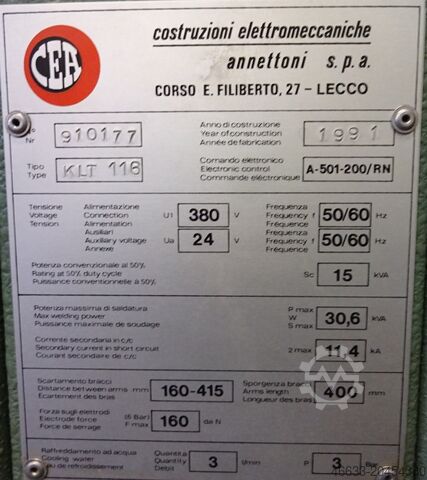 CEA
costruzioni elettromeccaniche
annettoni s.p.a.
CORSO E. FILIBERTO, 27 – LECCO
N°
Nr
910177
Anno di costruzione
Year of construction
Année de fabrication
1991
Tipo
Type
KLT 116
Comando elettronico
Electronic control
Commande eléctronique
A-501-200/RN
Tensione
Voltage
Tension
Alimentazione
Connection
Alimentation
U1 380 V
Frequenza
Frequency f
Fréquence
50/60 Hz
Ausiliari
Auxiliary voltage
Annexe
Ua 24 V
Frequenza
Frequency f
Fréquence
50/60 Hz
Potenza convenzionale al 50%
Rating at 50% duty cycle
Puissance conventionnelle à 50%
Sc 15 kVA
Potenza massima di saldatura
Max welding power
Puissance maximale de soudage
P max
W
S max
30,6 kVA
Corrente secondaria in c/c
Secondary current in short circuit
Courant secondaire de c/c
2 max 11,4 kA
Scartamento bracci
Distance between arms mm
Ecartement des bras
160-415
Sporgenza bracci
Arms length
Longueur des bras
400 mm
Forza sugli elettrodi
Electrode force
Force de serrage
(6 Bar)
F max
160 da N
Raffreddamento ad acqua
Cooling water
de refroidissement
Quantità
Quantity
Debit
3 l/min
P 3